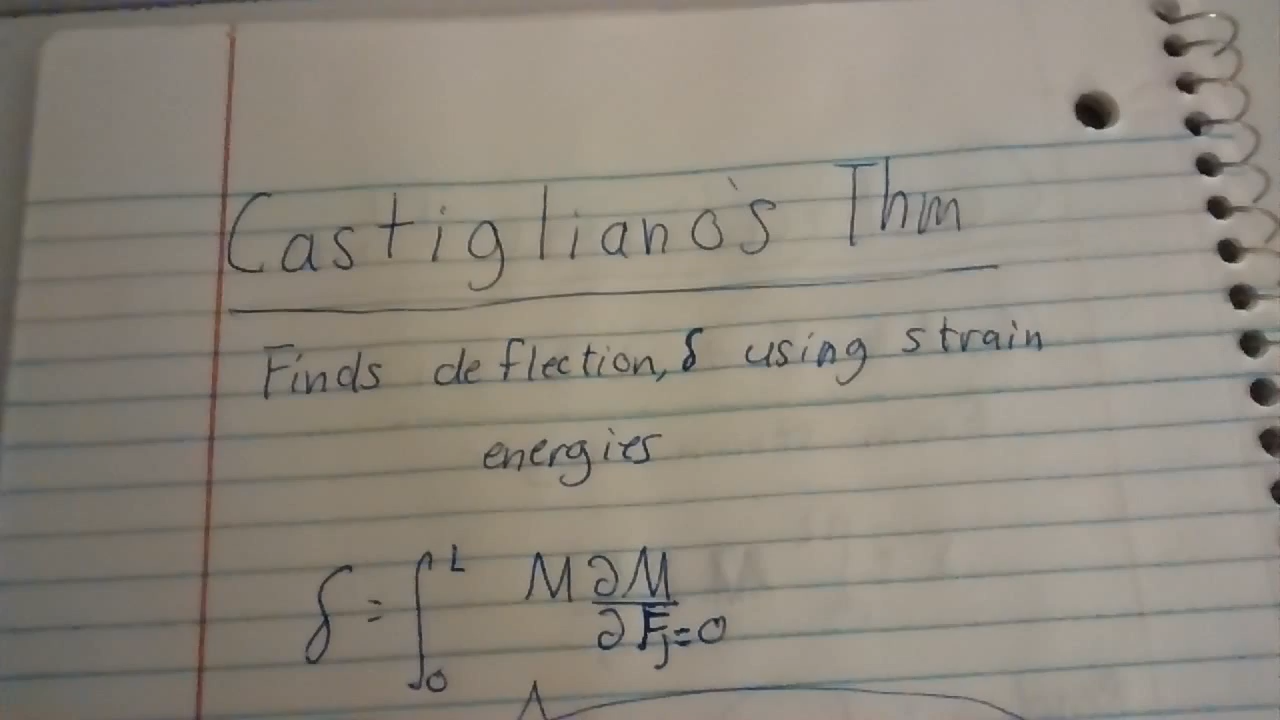 Castigliano's Thm
Finds deflection, δ using strain
energies
δ = ∫₀ᴸ M ∂M/∂Fⱼ=0